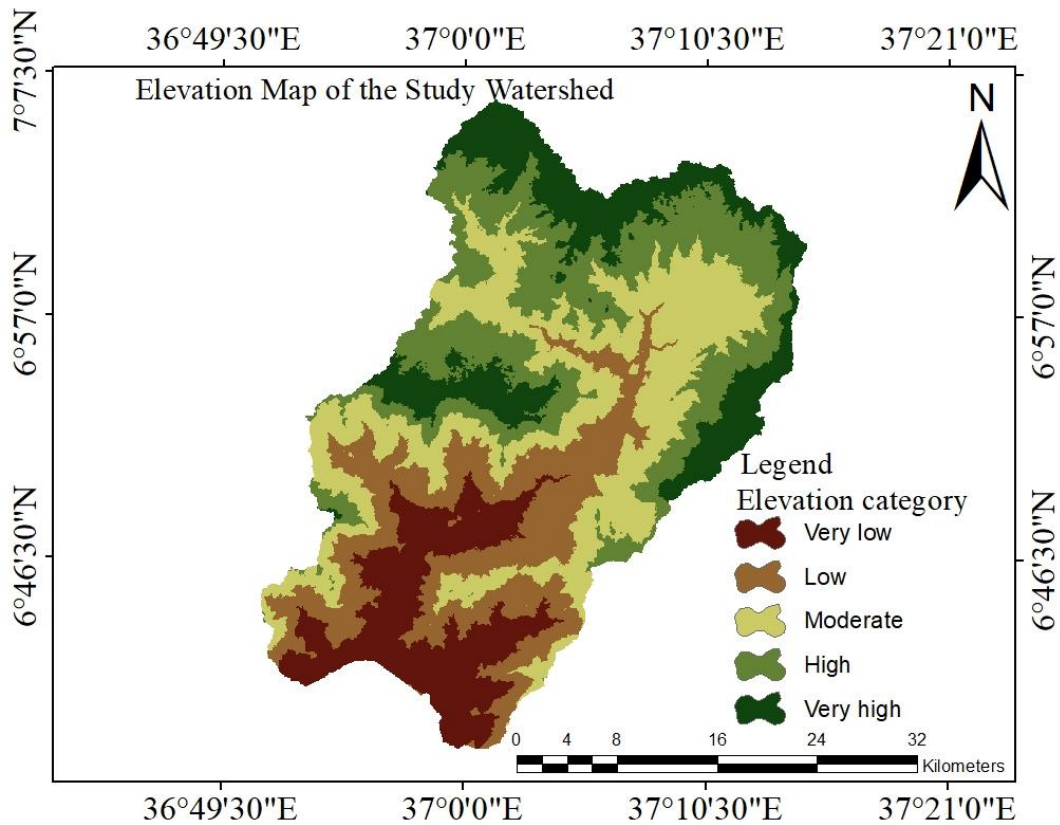 36°49'30"E 37°0'0"E 37°10'30"E 37°21'0"E
7°7'30"N
Elevation Map of the Study Watershed
N
6°57'0"N
6°57'0"N
Legend
Elevation category
Very low
6°46'30"N
6°46'30"N
Low
Moderate
High
Very high
0 4 8 16 24 32
Kilometers
36°49'30"E 37°0'0"E 37°10'30"E 37°21'0"E